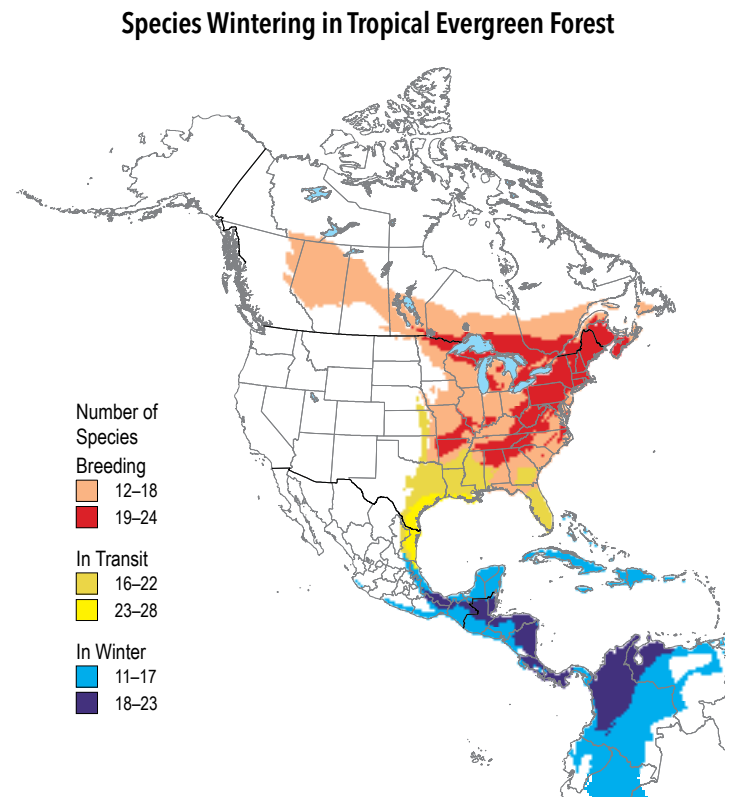 Species Wintering in Tropical Evergreen Forest
Number of
Species
Breeding
12–18
19–24
In Transit
16–22
23–28
In Winter
11–17
18–23